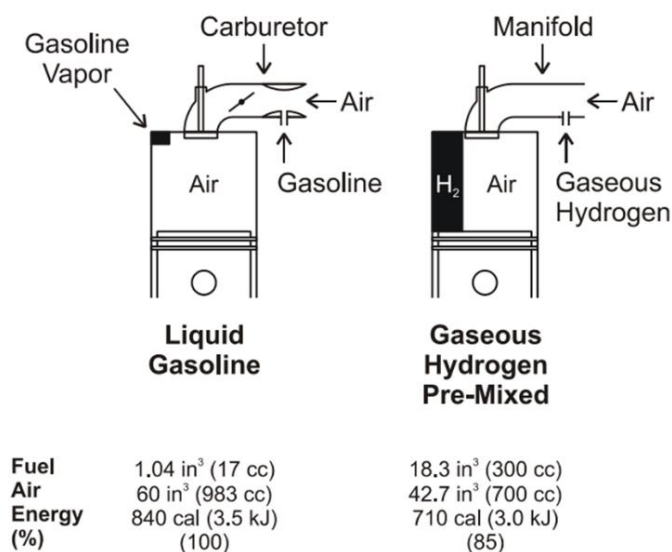 Gasoline
Vapor
Carburetor
Air
Air
Gasoline
Manifold
Air
H₂
Air
Gaseous
Hydrogen
Liquid
Gasoline
Gaseous
Hydrogen
Pre-Mixed
Fuel 1.04 in³ (17 cc) 18.3 in³ (300 cc)
Air 60 in³ (983 cc) 42.7 in³ (700 cc)
Energy 840 cal (3.5 kJ) 710 cal (3.0 kJ)
(%) (100) (85)